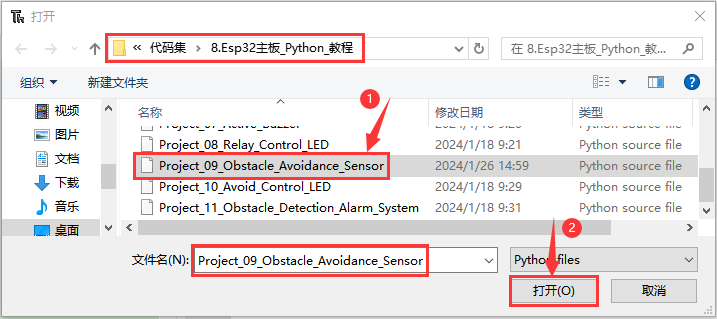 打开
« 代码集 › 8.Esp32主板_Python_教程
在 8.Esp32主板_Python_教...
组织 新建文件夹
名称 修改日期 类型
视频
图片
文档
下载
音乐
桌面
Project_07_Active_Buzzer 2024/1/18 9:20 Python source file
Project_08_Relay_Control_LED 2024/1/18 9:21 Python source file
Project_09_Obstacle_Avoidance_Sensor 2024/1/26 14:59 Python source file
Project_10_Avoid_Control_LED 2024/1/18 9:29 Python source file
Project_11_Obstacle_Detection_Alarm_System 2024/1/18 9:31 Python source file
1
2
文件名(N): Project_09_Obstacle_Avoidance_Sensor Python files
打开(O) 取消